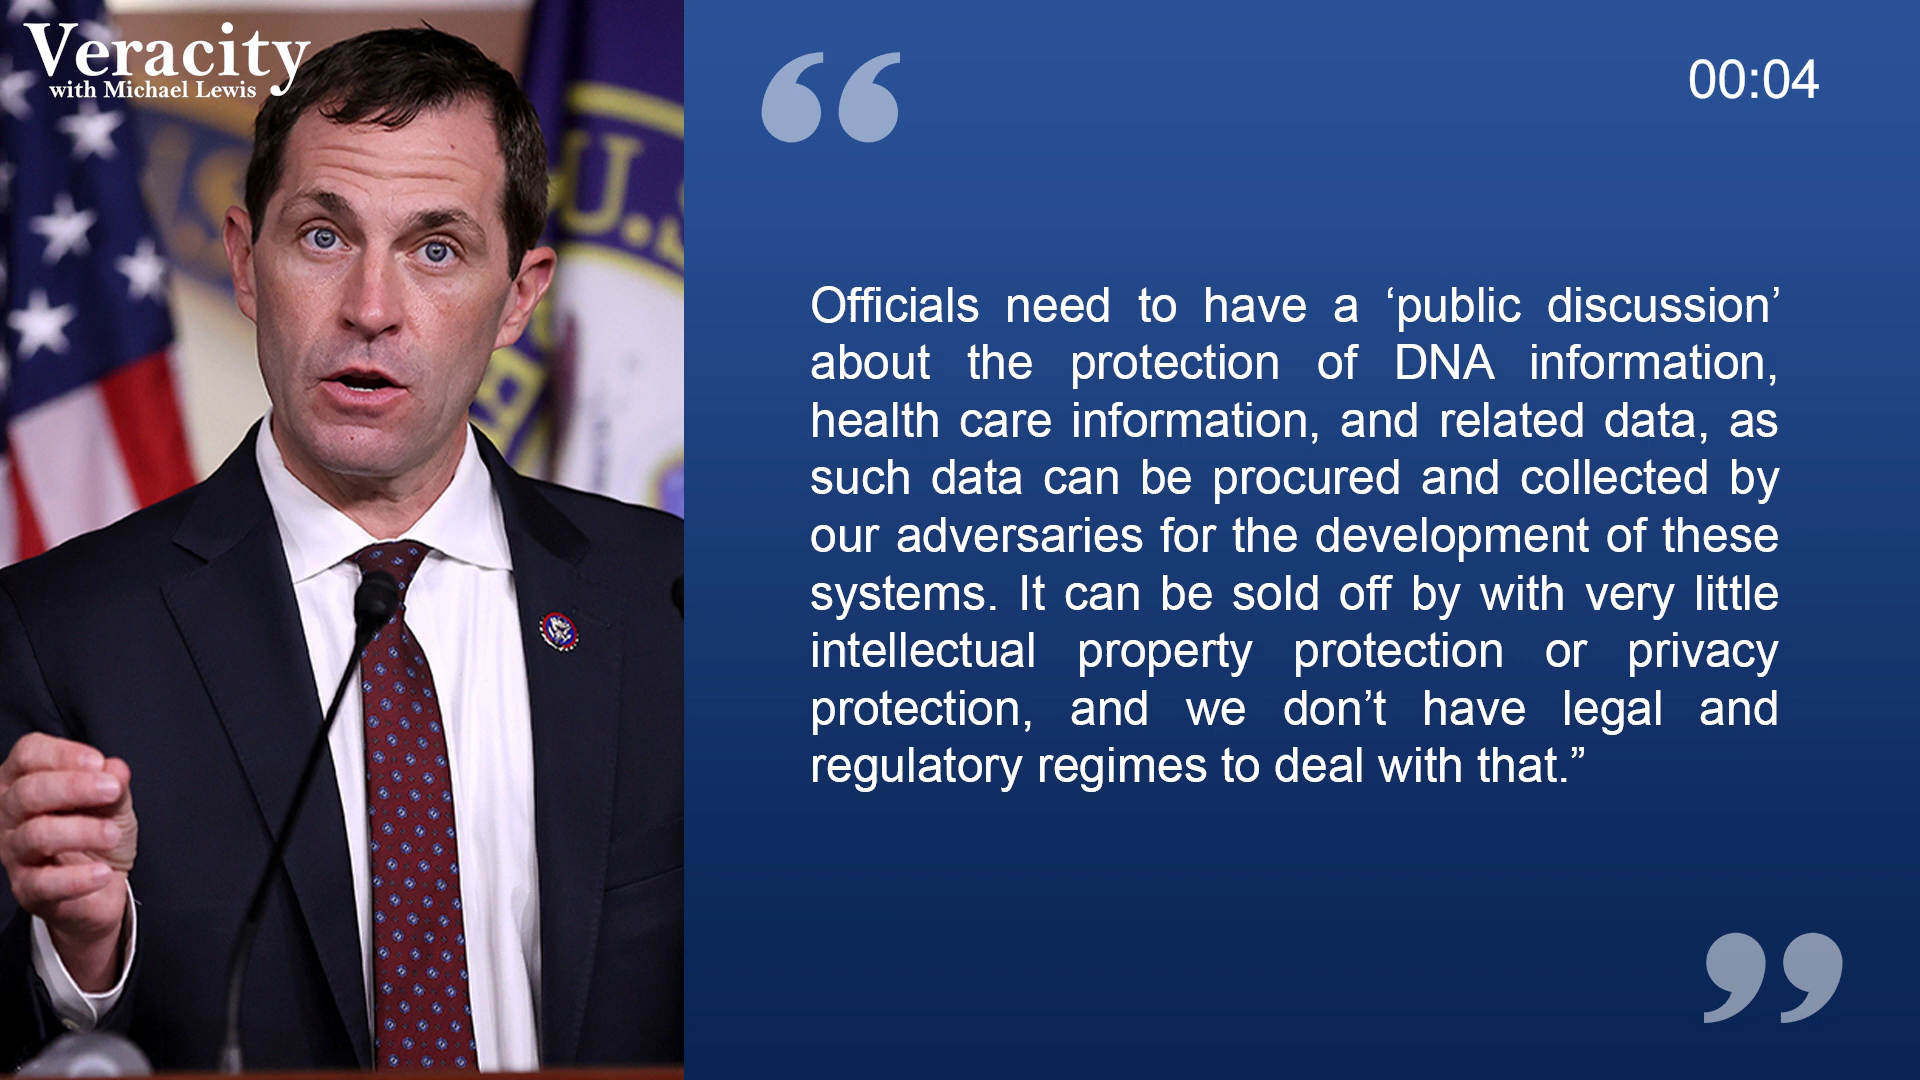 Veracity
with Michael Lewis
U.S.
00:04
“
Officials need to have a ‘public discussion’
about the protection of DNA information,
health care information, and related data, as
such data can be procured and collected by
our adversaries for the development of these
systems. It can be sold off by with very little
intellectual property protection or privacy
protection, and we don’t have legal and
regulatory regimes to deal with that.”
”